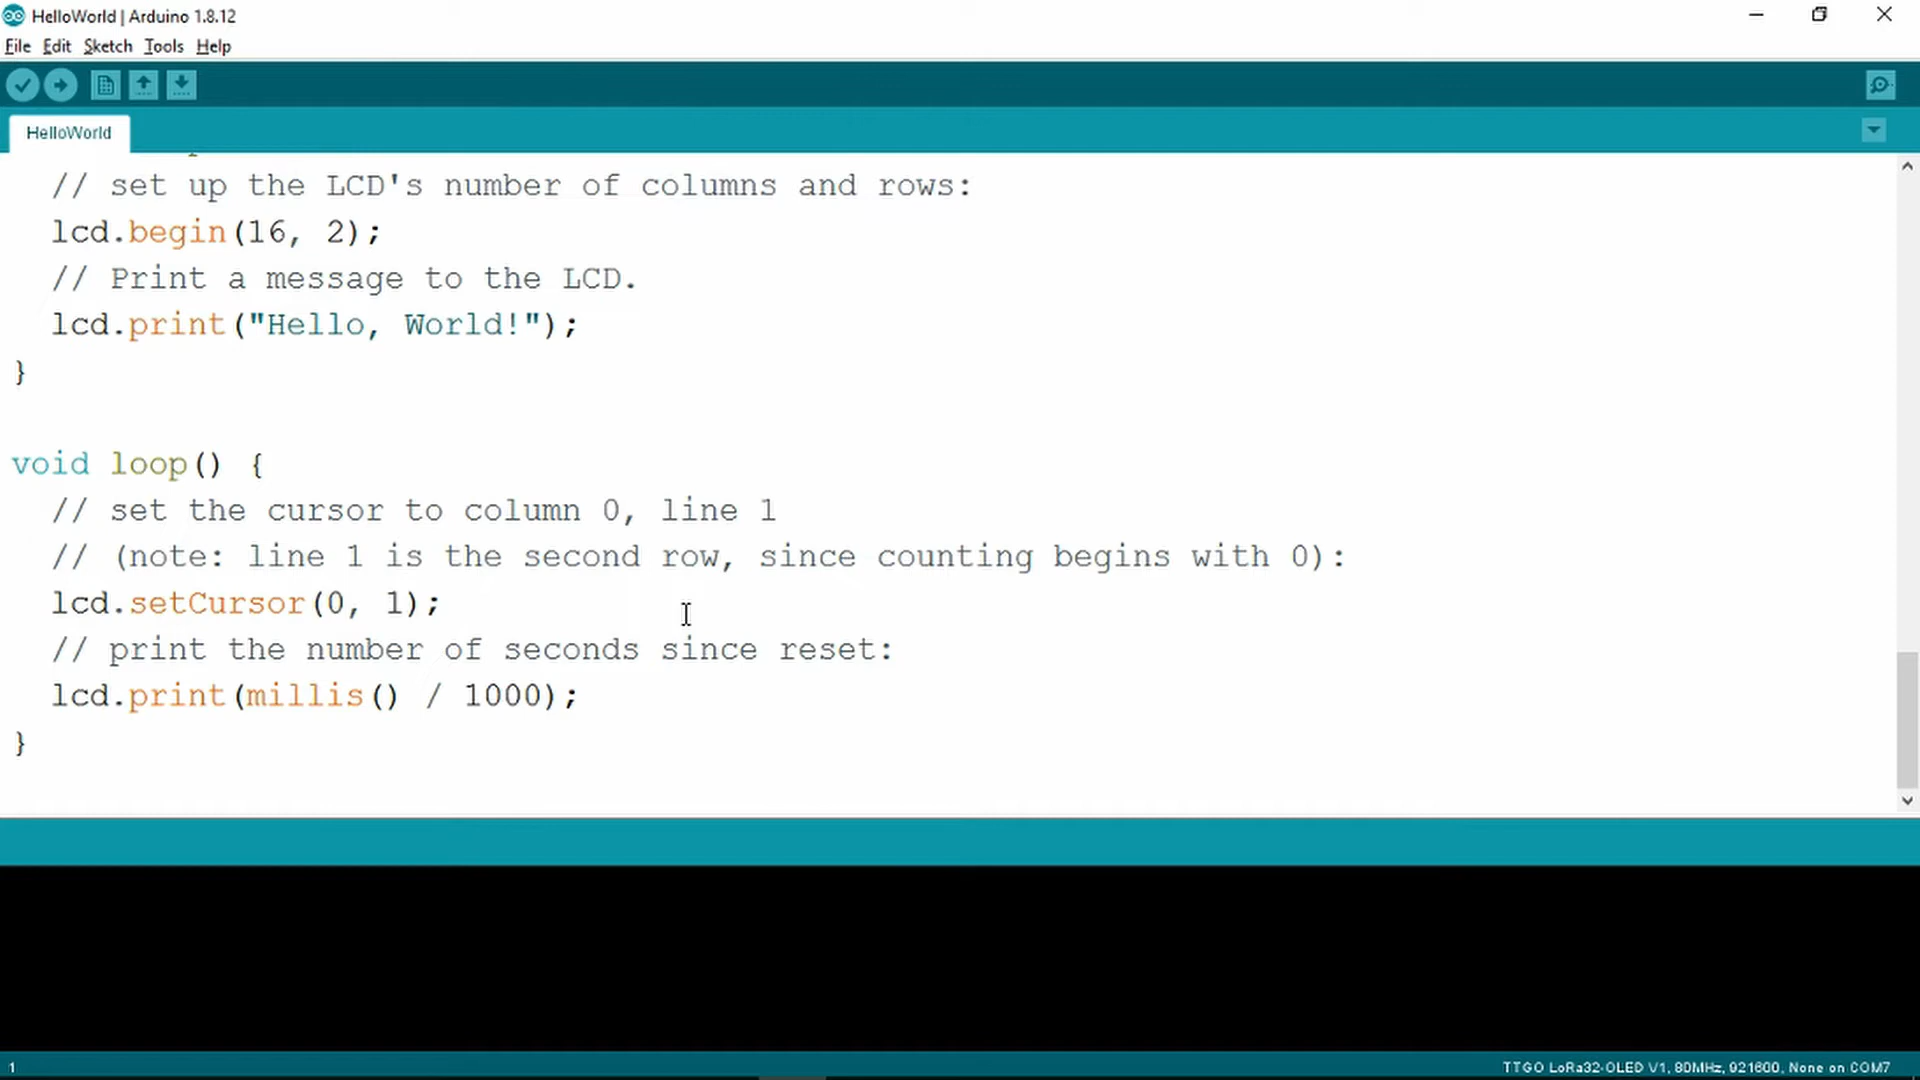 HelloWorld | Arduino 1.8.12
File Edit Sketch Tools Help
HelloWorld
// set up the LCD's number of columns and rows:
lcd.begin(16, 2);
// Print a message to the LCD.
lcd.print("Hello, World!");
}
void loop() {
// set the cursor to column 0, line 1
// (note: line 1 is the second row, since counting begins with 0):
lcd.setCursor(0, 1);
// print the number of seconds since reset:
lcd.print(millis() / 1000);
}
1
TTGO LoRa32-OLED V1, 80MHz, 921600, None on COM7